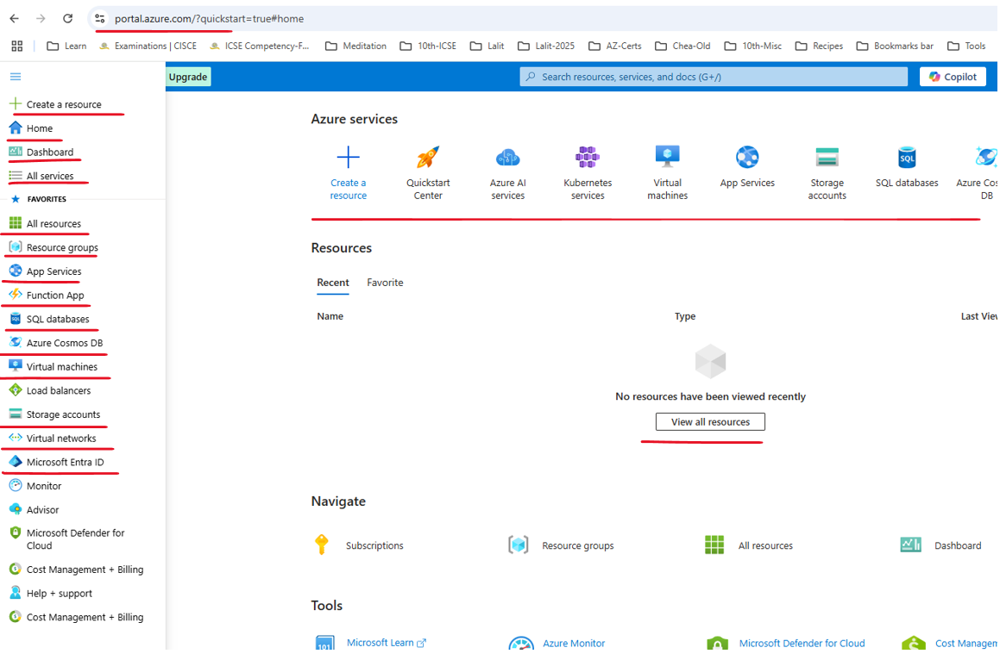 portal.azure.com/?quickstart=true#home
Learn Examinations | CISCE ICSE Competency-F... Meditation 10th-ICSE Lalit Lalit-2025 AZ-Certs Chea-Old 10th-Misc Recipes Bookmarks bar Tools
Upgrade Search resources, services, and docs (G+/) Copilot
Create a resource
Home
Dashboard
All services
FAVORITES
All resources
Resource groups
App Services
Function App
SQL databases
Azure Cosmos DB
Virtual machines
Load balancers
Storage accounts
Virtual networks
Microsoft Entra ID
Monitor
Advisor
Microsoft Defender for
Cloud
Cost Management + Billing
Help + support
Cost Management + Billing
Azure services
Create a
resource
Quickstart
Center
Azure AI
services
Kubernetes
services
Virtual
machines
App Services
Storage
accounts
SQL databases
Azure Cos
DB
Resources
Recent Favorite
Name Type Last View
No resources have been viewed recently
View all resources
Navigate
Subscriptions Resource groups All resources Dashboard
Tools
Microsoft Learn Azure Monitor Microsoft Defender for Cloud Cost Managem
SQL
SQL
101